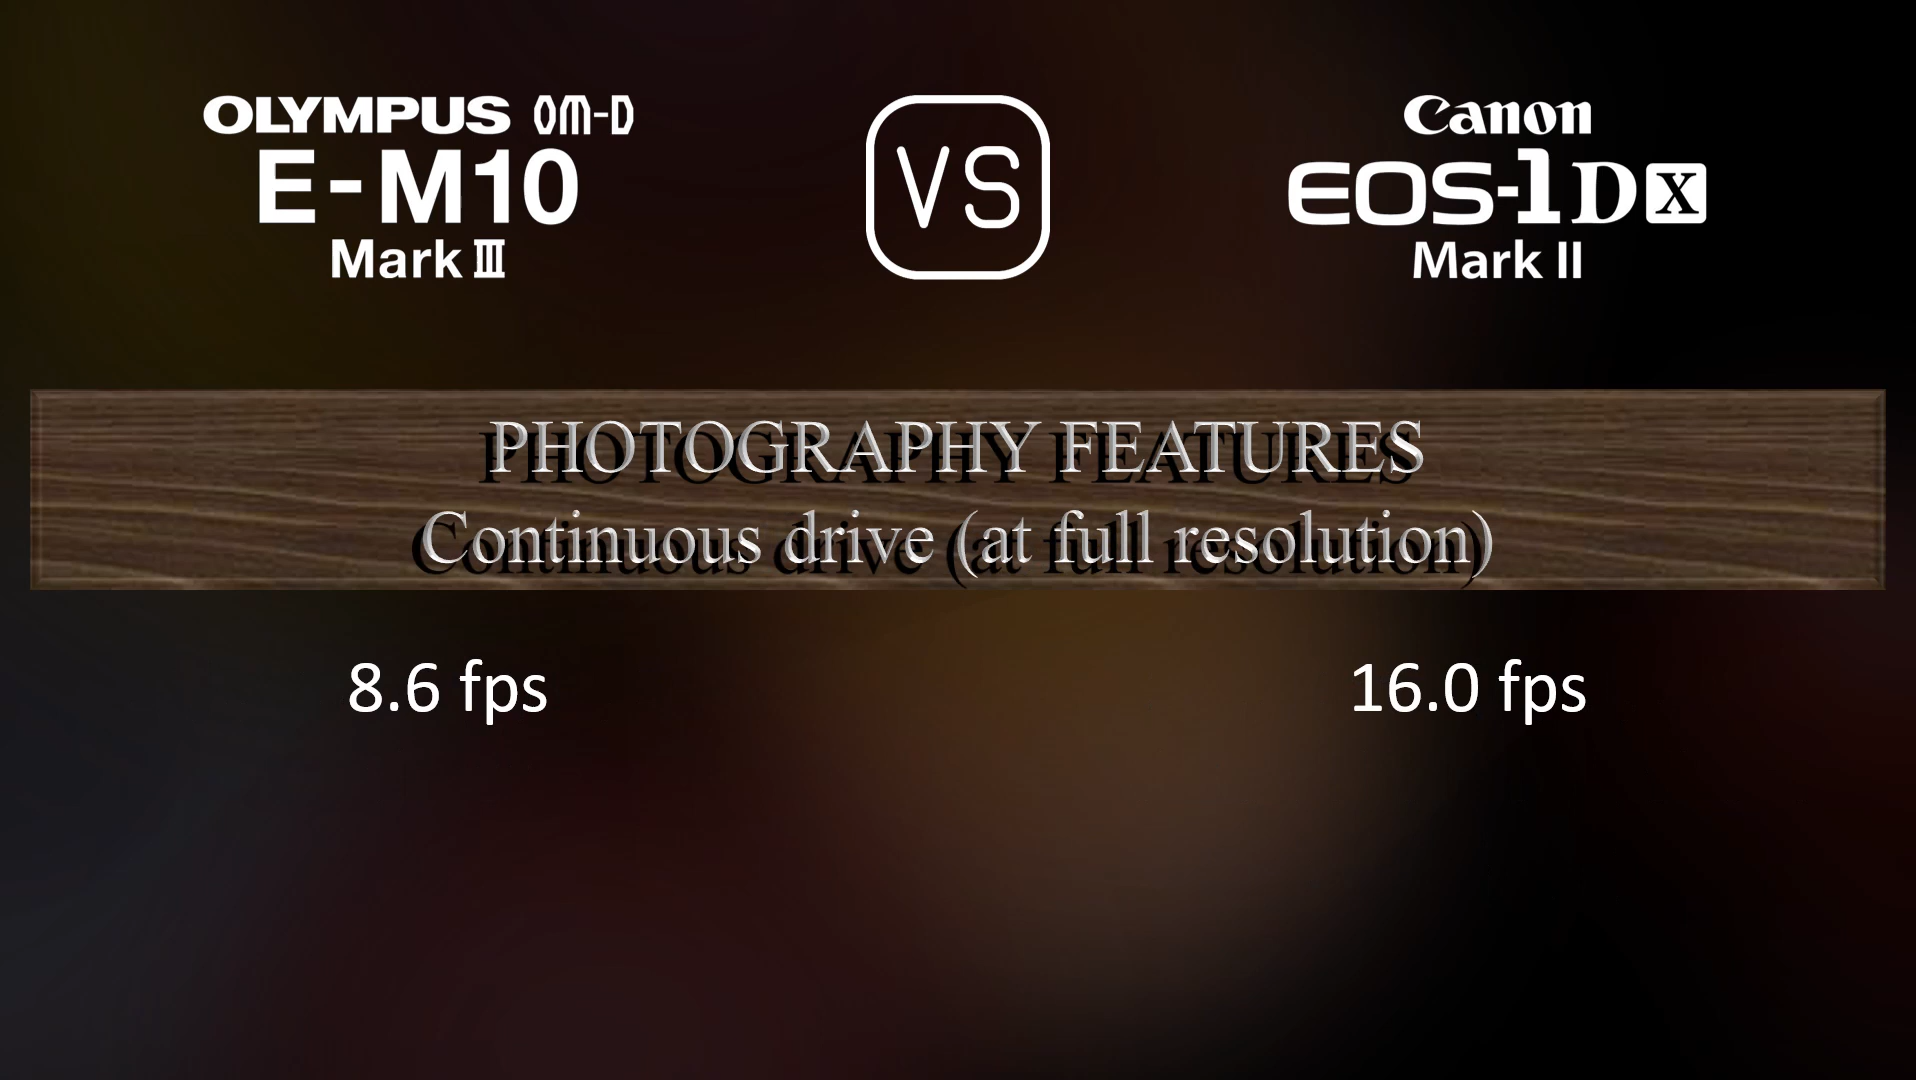 OLYMPUS OM-D
E-M10
Mark III
VS
Canon
EOS-1 D X
Mark II
PHOTOGRAPHY FEATURES
Continuous drive (at full resolution)
8.6 fps
16.0 fps